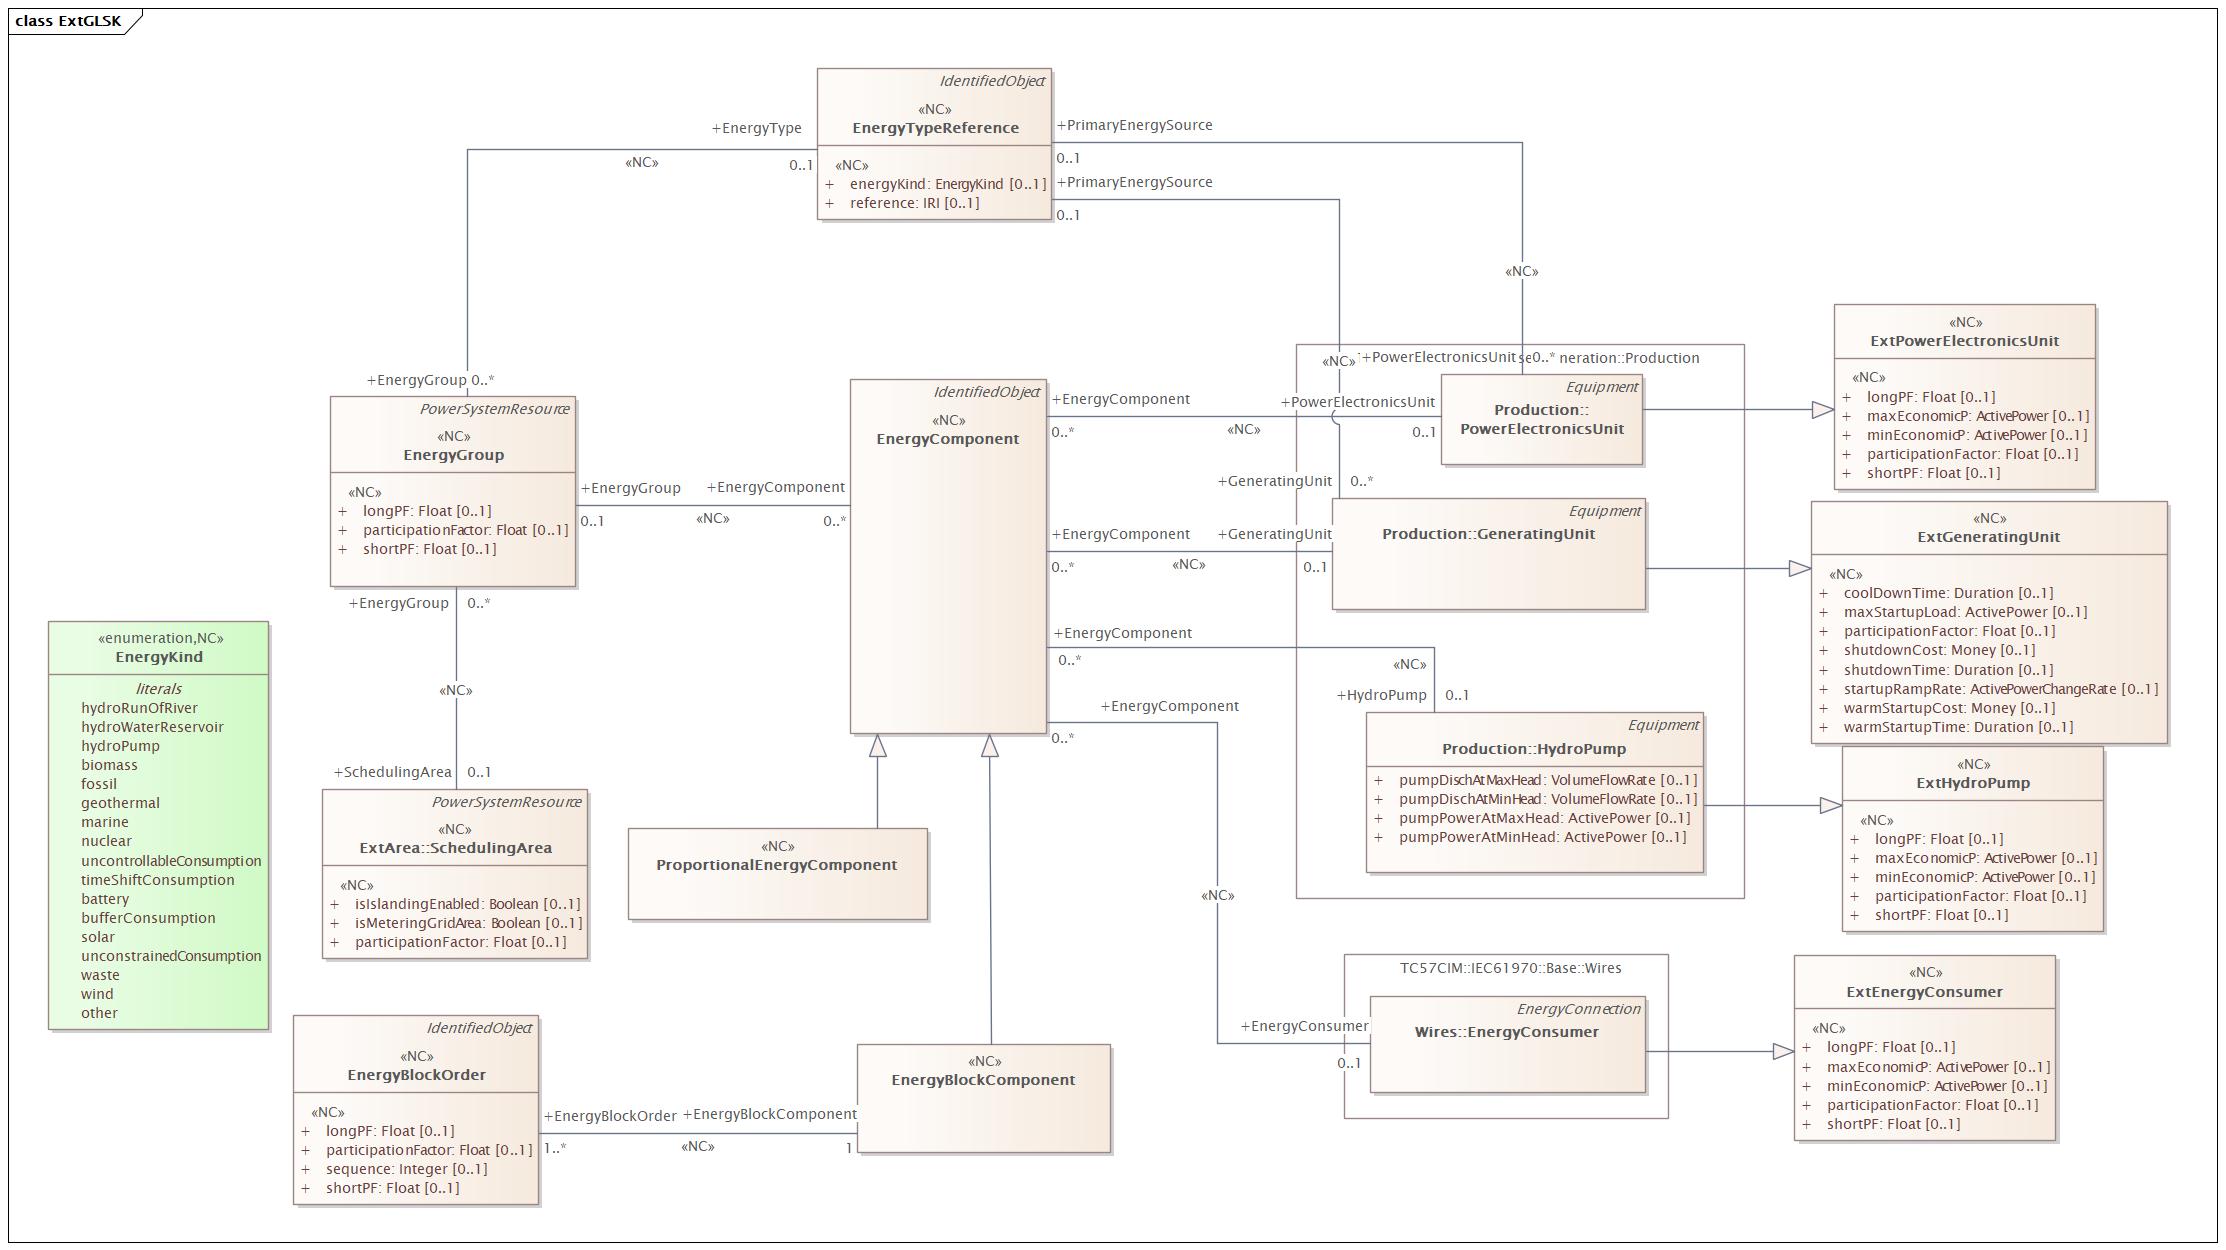 class ExtGLSK
IdentifiedObject
«NC»
EnergyTypeReference
«NC»
+ energyKind: EnergyKind [0..1]
+ reference: IRI [0..1]
+EnergyType
0..1
«NC»
+PrimaryEnergySource
0..1
+PrimaryEnergySource
0..1
«NC»
«NC»
+PowerElectronicsUnit
0..*
neration::Production
+EnergyGroup 0..*
PowerSystemResource
«NC»
EnergyGroup
«NC»
+ longPF: Float [0..1]
+ participationFactor: Float [0..1]
+ shortPF: Float [0..1]
+EnergyGroup
0..1
«NC»
+EnergyComponent
0..*
IdentifiedObject
«NC»
EnergyComponent
+EnergyComponent
0..*
«NC»
+PowerElectronicsUnit
0..1
Equipment
Production::
PowerElectronicsUnit
«NC»
ExtPowerElectronicsUnit
«NC»
+ longPF: Float [0..1]
+ maxEconomicP: ActivePower [0..1]
+ minEconomicP: ActivePower [0..1]
+ participationFactor: Float [0..1]
+ shortPF: Float [0..1]
+GeneratingUnit
0..*
+EnergyComponent
0..*
«NC»
+GeneratingUnit
0..1
Equipment
Production::GeneratingUnit
«NC»
ExtGeneratingUnit
«NC»
+ coolDownTime: Duration [0..1]
+ maxStartupLoad: ActivePower [0..1]
+ participationFactor: Float [0..1]
+ shutdownCost: Money [0..1]
+ shutdownTime: Duration [0..1]
+ startupRampRate: ActivePowerChangeRate [0..1]
+ warmStartupCost: Money [0..1]
+ warmStartupTime: Duration [0..1]
+EnergyComponent
0..*
«NC»
+HydroPump
0..1
Equipment
Production::HydroPump
+ pumpDischAtMaxHead: VolumeFlowRate [0..1]
+ pumpDischAtMinHead: VolumeFlowRate [0..1]
+ pumpPowerAtMaxHead: ActivePower [0..1]
+ pumpPowerAtMinHead: ActivePower [0..1]
«NC»
ExtHydroPump
«NC»
+ longPF: Float [0..1]
+ maxEconomicP: ActivePower [0..1]
+ minEconomicP: ActivePower [0..1]
+ participationFactor: Float [0..1]
+ shortPF: Float [0..1]
+EnergyComponent
0..*
«NC»
+EnergyConsumer
0..1
TC57CIM::IEC61970::Base::Wires
EnergyConnection
Wires::EnergyConsumer
«NC»
ExtEnergyConsumer
«NC»
+ longPF: Float [0..1]
+ maxEconomicP: ActivePower [0..1]
+ minEconomicP: ActivePower [0..1]
+ participationFactor: Float [0..1]
+ shortPF: Float [0..1]
+EnergyGroup
0..*
«NC»
+SchedulingArea
0..1
PowerSystemResource
«NC»
ExtArea::SchedulingArea
«NC»
+ isIslandingEnabled: Boolean [0..1]
+ isMeteringGridArea: Boolean [0..1]
+ participationFactor: Float [0..1]
«enumeration,NC»
EnergyKind
literals
hydroRunOfRiver
hydroWaterReservoir
hydroPump
biomass
fossil
geothermal
marine
nuclear
uncontrollableConsumption
timeShiftConsumption
battery
bufferConsumption
solar
unconstrainedConsumption
waste
wind
other
«NC»
ProportionalEnergyComponent
IdentifiedObject
«NC»
EnergyBlockOrder
«NC»
+ longPF: Float [0..1]
+ participationFactor: Float [0..1]
+ sequence: Integer [0..1]
+ shortPF: Float [0..1]
+EnergyBlockOrder
1..*
«NC»
+EnergyBlockComponent
1
«NC»
EnergyBlockComponent